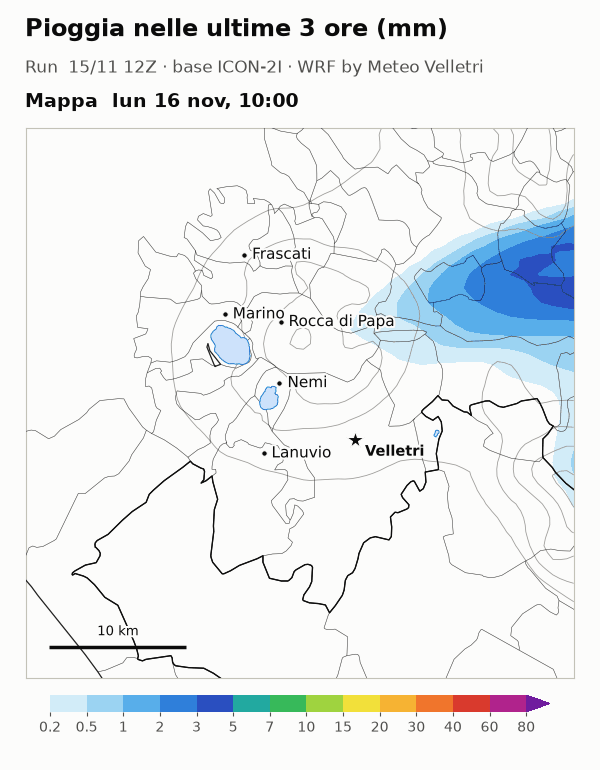 Pioggia nelle ultime 3 ore (mm)
Run  15/11 12Z · base ICON-2I · WRF by Meteo Velletri
Mappa  lun 16 nov, 10:00
Frascati
Marino
Rocca di Papa
Nemi
Velletri
Lanuvio
10 km
0.2 0.5 1 2 3 5 7 10 15 20 30 40 60 80